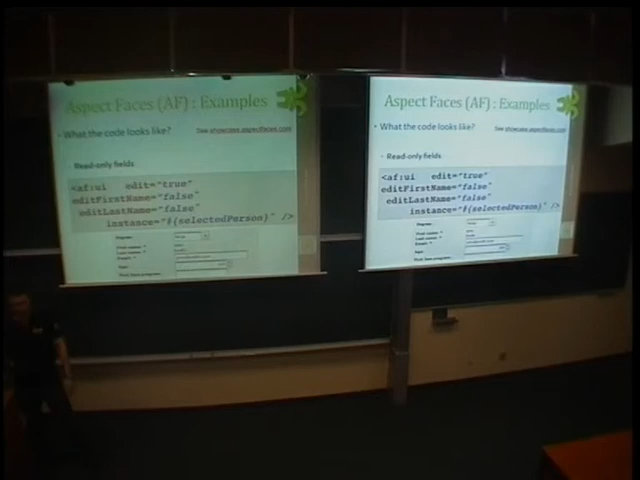 Aspect Faces (AF) : Examples
What the code looks like?
See showcase.aspectfaces.com
Read-only fields
<af:ui edit="true"
editFirstName="false"
editLastName="false"
instance="#{selectedPerson}" />
Aspect Faces (AF) : Examples
What the code looks like?
See showcase.aspectfaces.com
Read-only fields
<af:ui edit="true"
editFirstName="false"
editLastName="false"
instance="#{selectedPerson}" />